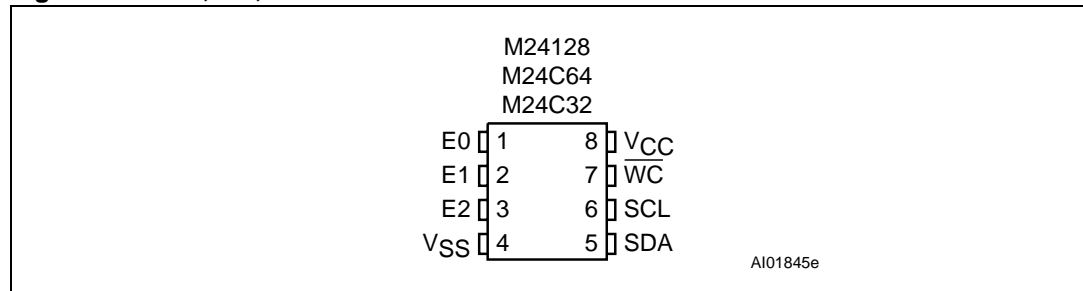 M24128
M24C64
M24C32
E0 1 8 VCC
E1 2 7 W̅C̅
E2 3 6 SCL
VSS 4 5 SDA
AI01845e